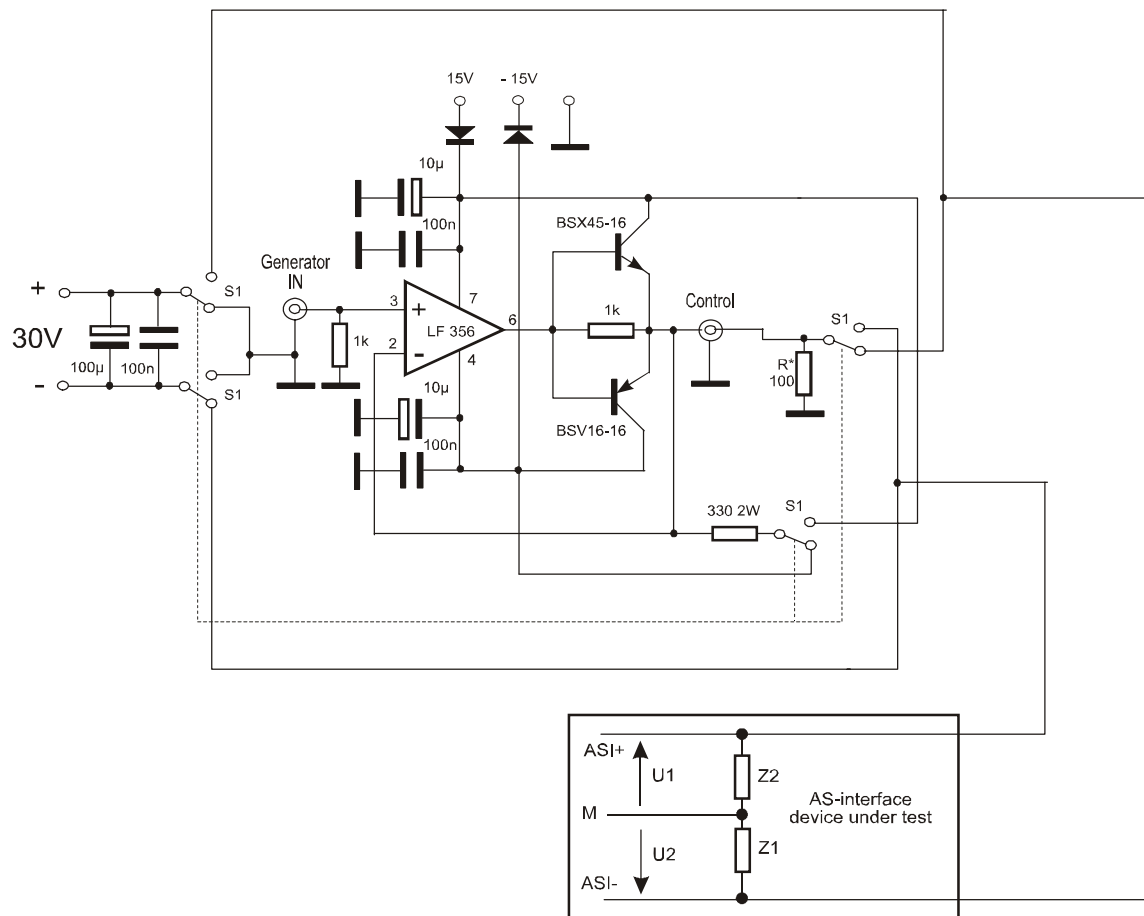 15V
- 15V
10µ
100n
BSX45-16
Generator
IN
S1
+
30V
-
100µ
100n
S1
1k
3
+
7
LF 356
6
2
-
4
1k
Control
S1
R*
100
10µ
100n
BSV16-16
330 2W
S1
ASI+
U1
Z2
M
AS-interface
device under test
U2
Z1
ASI-